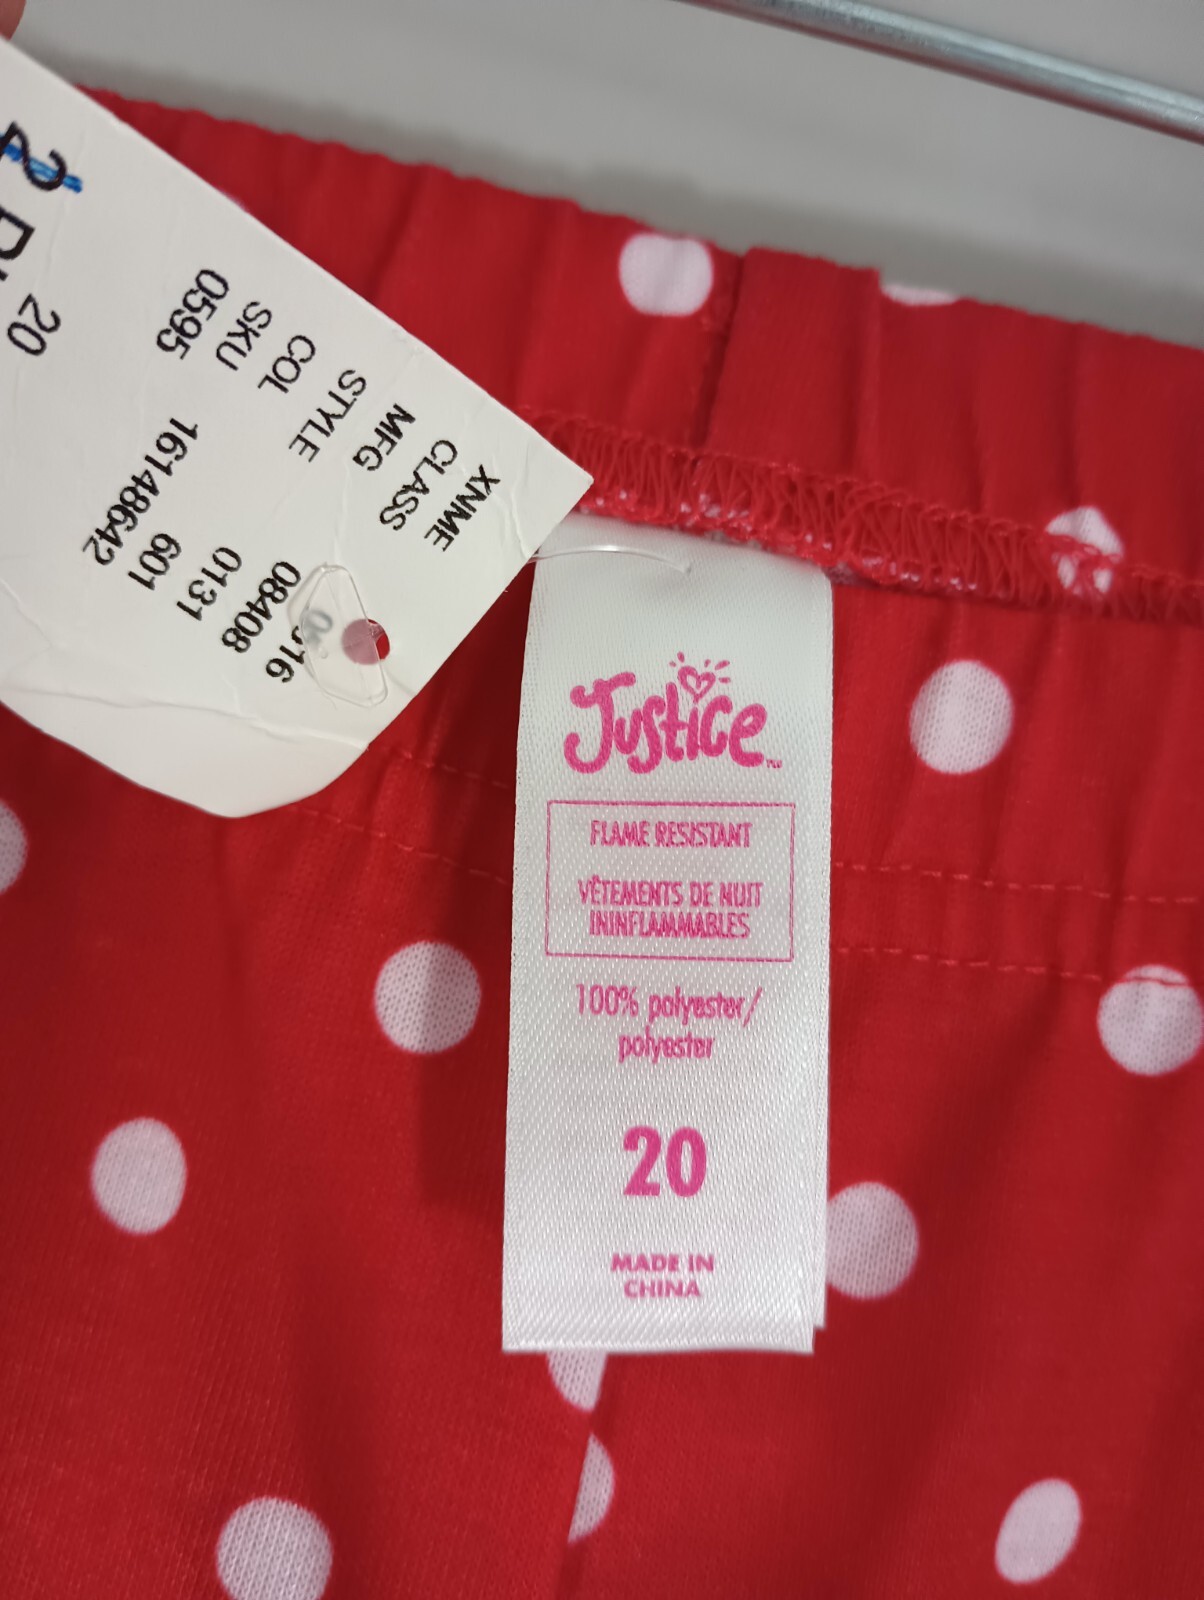 XNME
CLASS
MFG 08408
STYLE 0131
COL 601
SKU 16148642
0595
20
Justice™
FLAME RESISTANT
VÊTEMENTS DE NUIT
ININFLAMMABLES
100% polyester/
polyester
20
MADE IN
CHINA